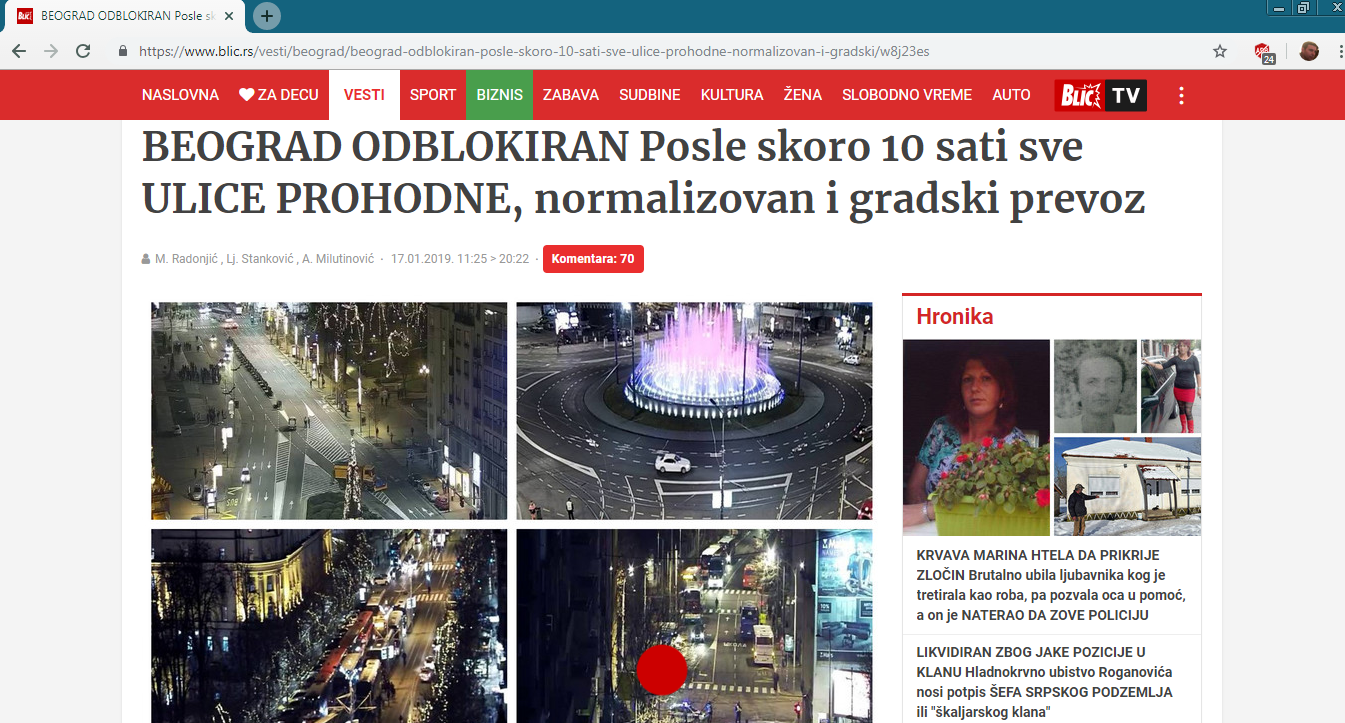 BEOGRAD ODBLOKIRAN Posle sk
https://www.blic.rs/vesti/beograd/beograd-odblokiran-posle-skoro-10-sati-sve-ulice-prohodne-normalizovan-i-gradski/w8j23es
24
NASLOVNA ZA DECU VESTI SPORT BIZNIS ZABAVA SUDBINE KULTURA ŽENA SLOBODNO VREME AUTO BLIC TV
BEOGRAD ODBLOKIRAN Posle skoro 10 sati sve
ULICE PROHODNE, normalizovan i gradski prevoz
M. Radonjić , Lj. Stanković , A. Milutinović · 17.01.2019. 11:25 > 20:22 · Komentara: 70
Hronika
KRVAVA MARINA HTELA DA PRIKRIJE
ZLOČIN Brutalno ubila ljubavnika kog je
tretirala kao roba, pa pozvala oca u pomoć,
a on je NATERAO DA ZOVE POLICIJU
LIKVIDIRAN ZBOG JAKE POZICIJE U
KLANU Hladnokrvno ubistvo Roganovića
nosi potpis ŠEFA SRPSKOG PODZEMLJA
ili "škaljarskog klana"